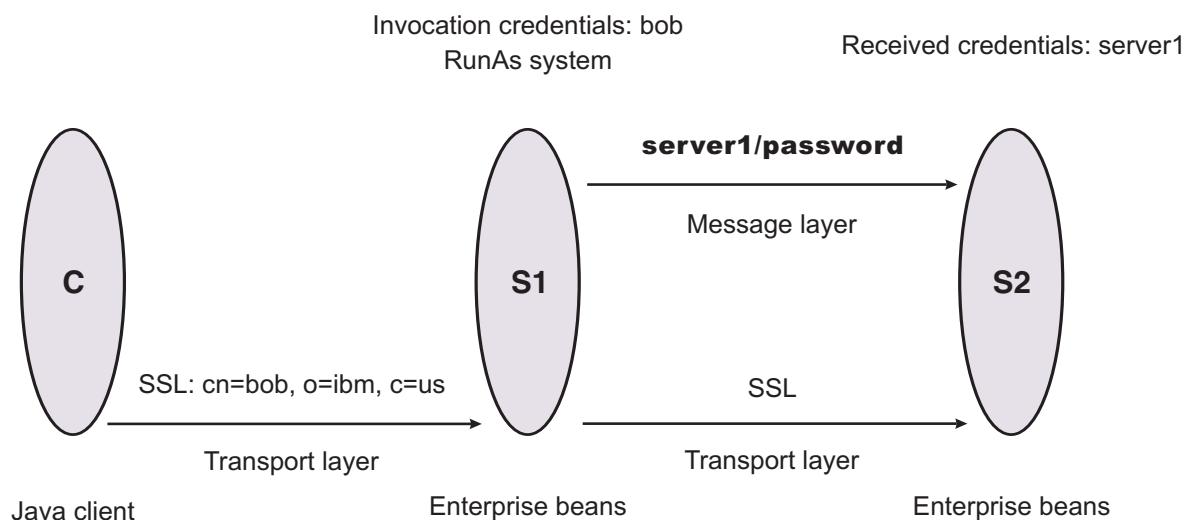 Invocation credentials: bob
RunAs system
Received credentials: server1
server1/password
Message layer
C
S1
S2
SSL: cn=bob, o=ibm, c=us
SSL
Transport layer
Transport layer
Java client
Enterprise beans
Enterprise beans